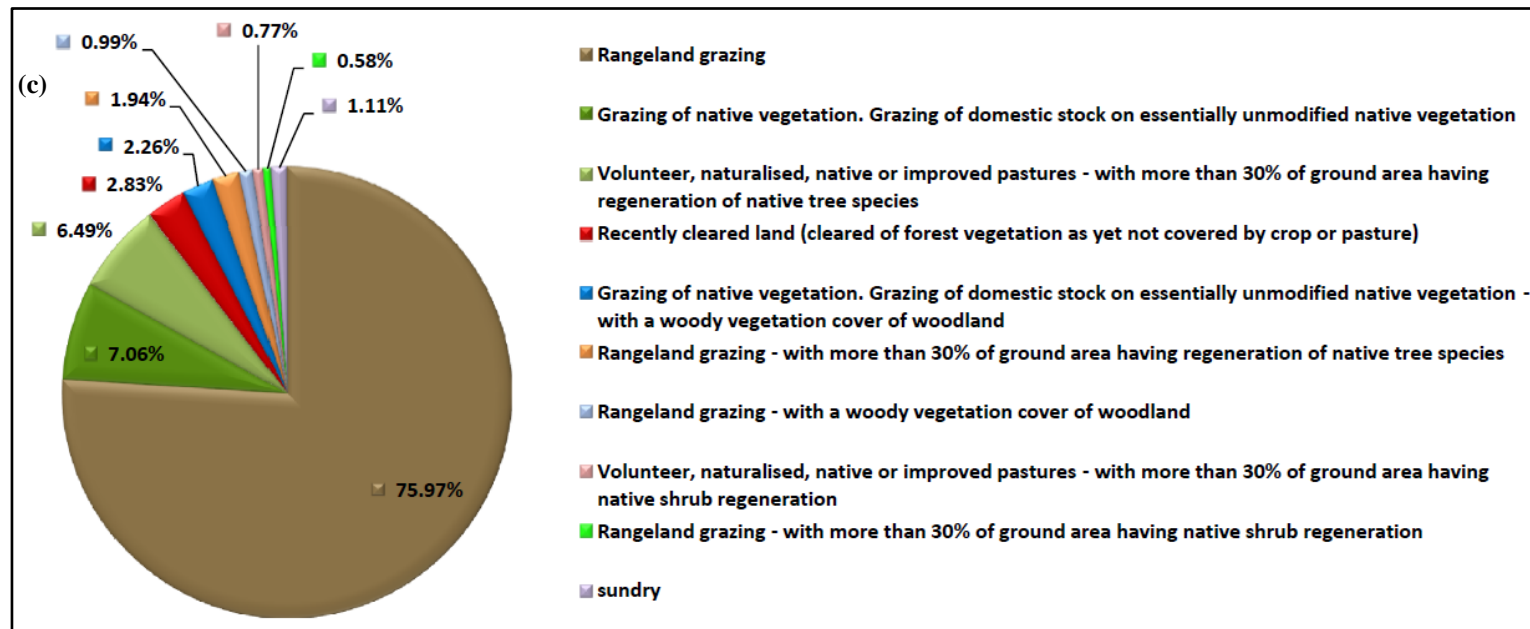 0.99%
0.77%
0.58%
(c)
1.94%
1.11%
2.26%
2.83%
6.49%
7.06%
75.97%
Rangeland grazing
Grazing of native vegetation. Grazing of domestic stock on essentially unmodified native vegetation
Volunteer, naturalised, native or improved pastures - with more than 30% of ground area having
regeneration of native tree species
Recently cleared land (cleared of forest vegetation as yet not covered by crop or pasture)
Grazing of native vegetation. Grazing of domestic stock on essentially unmodified native vegetation -
with a woody vegetation cover of woodland
Rangeland grazing - with more than 30% of ground area having regeneration of native tree species
Rangeland grazing - with a woody vegetation cover of woodland
Volunteer, naturalised, native or improved pastures - with more than 30% of ground area having
native shrub regeneration
Rangeland grazing - with more than 30% of ground area having native shrub regeneration
sundry